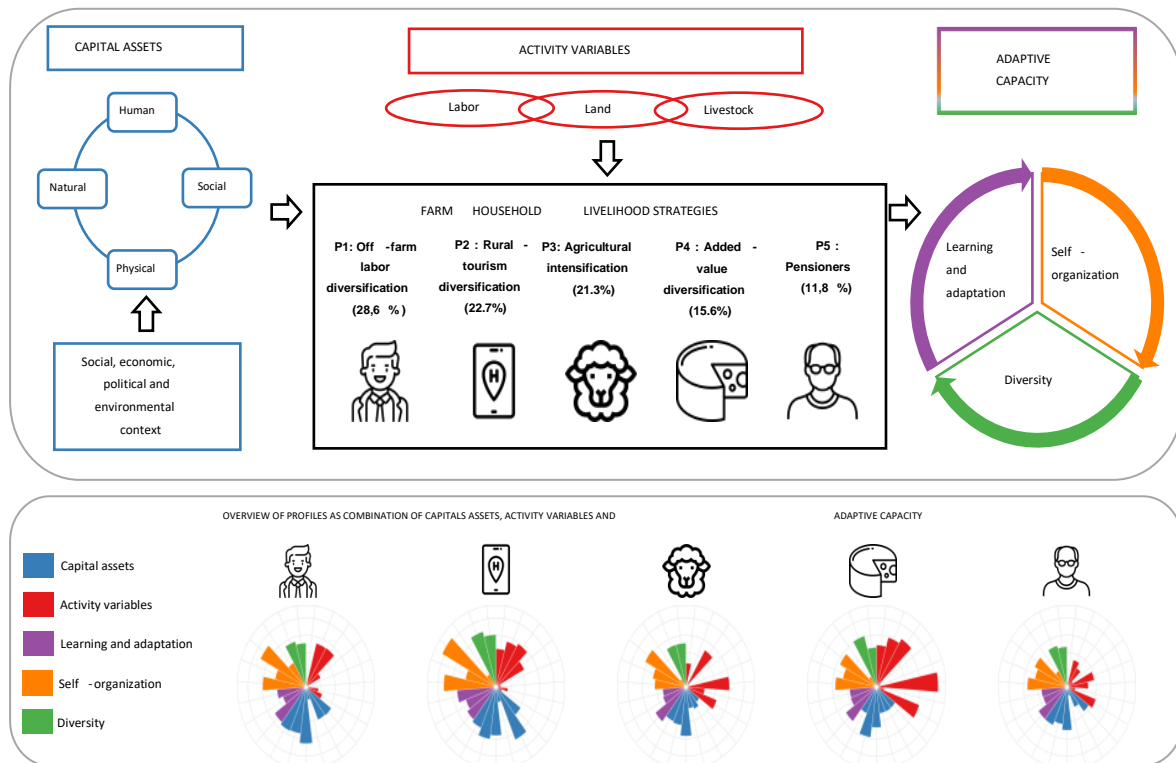 CAPITAL ASSETS
ACTIVITY VARIABLES
ADAPTIVE
CAPACITY
Human
Natural
Social
Physical
Social, economic,
political and
environmental
context
Labor
Land
Livestock
FARM HOUSEHOLD LIVELIHOOD STRATEGIES
P1: Off -farm
labor
diversification
(28,6 %)
P2 : Rural -
tourism
diversification
(22.7%)
P3: Agricultural
intensification
(21.3%)
P4 : Added -
value
diversification
(15.6%)
P5 :
Pensioners
(11,8 %)
H
Learning
and
adaptation
Self -
organization
Diversity
OVERVIEW OF PROFILES AS COMBINATION OF CAPITALS ASSETS, ACTIVITY VARIABLES AND ADAPTIVE CAPACITY
H
Capital assets
Activity variables
Learning and adaptation
Self - organization
Diversity